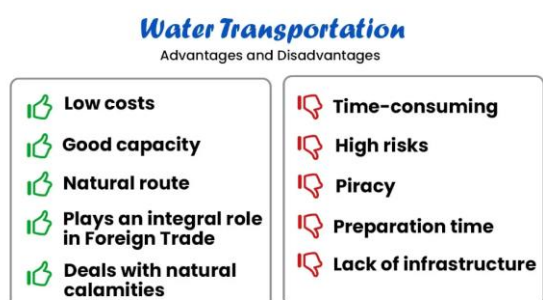 Water Transportation
Advantages and Disadvantages
Low costs
Good capacity
Natural route
Plays an integral role
in Foreign Trade
Deals with natural
calamities
Time-consuming
High risks
Piracy
Preparation time
Lack of infrastructure